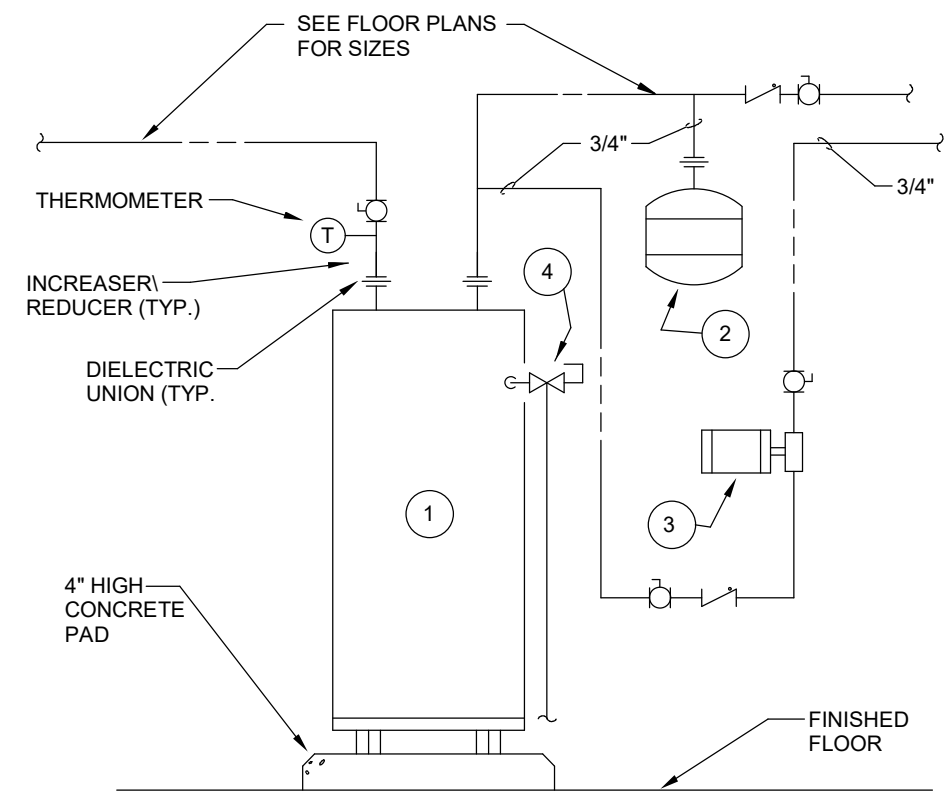 SEE FLOOR PLANS
FOR SIZES
3/4"
3/4"
THERMOMETER
T
INCREASER\
REDUCER (TYP.)
4
2
DIELECTRIC
UNION (TYP.
1
3
4" HIGH
CONCRETE
PAD
FINISHED
FLOOR